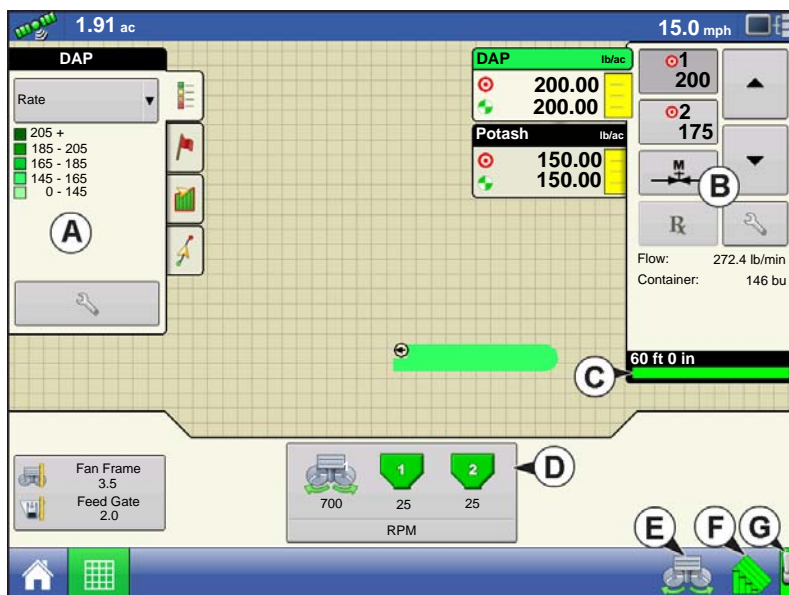 1.91 ac
15.0 mph
DAP
Rate
205 +
185 - 205
165 - 185
145 - 165
0 - 145
A
DAP lb/ac
200.00
200.00
Potash lb/ac
150.00
150.00
1
200
2
175
M
B
Rx
Flow: 272.4 lb/min
Container: 146 bu
60 ft 0 in
C
Fan Frame
3.5
Feed Gate
2.0
1 2
700 25 25
RPM
D
E F G